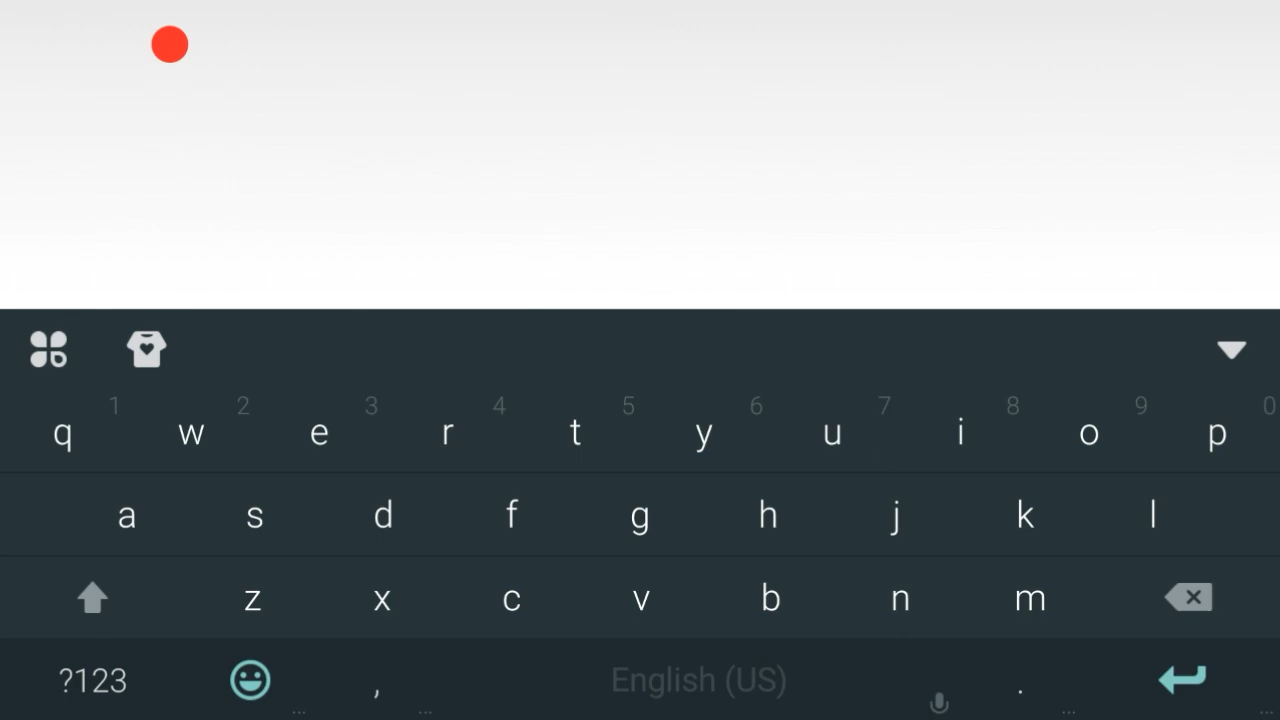 1 2 3 4 5 6 7 8 9 0
q w e r t y u i o p
a s d f g h j k l
z x c v b n m
?123 , English (US) .